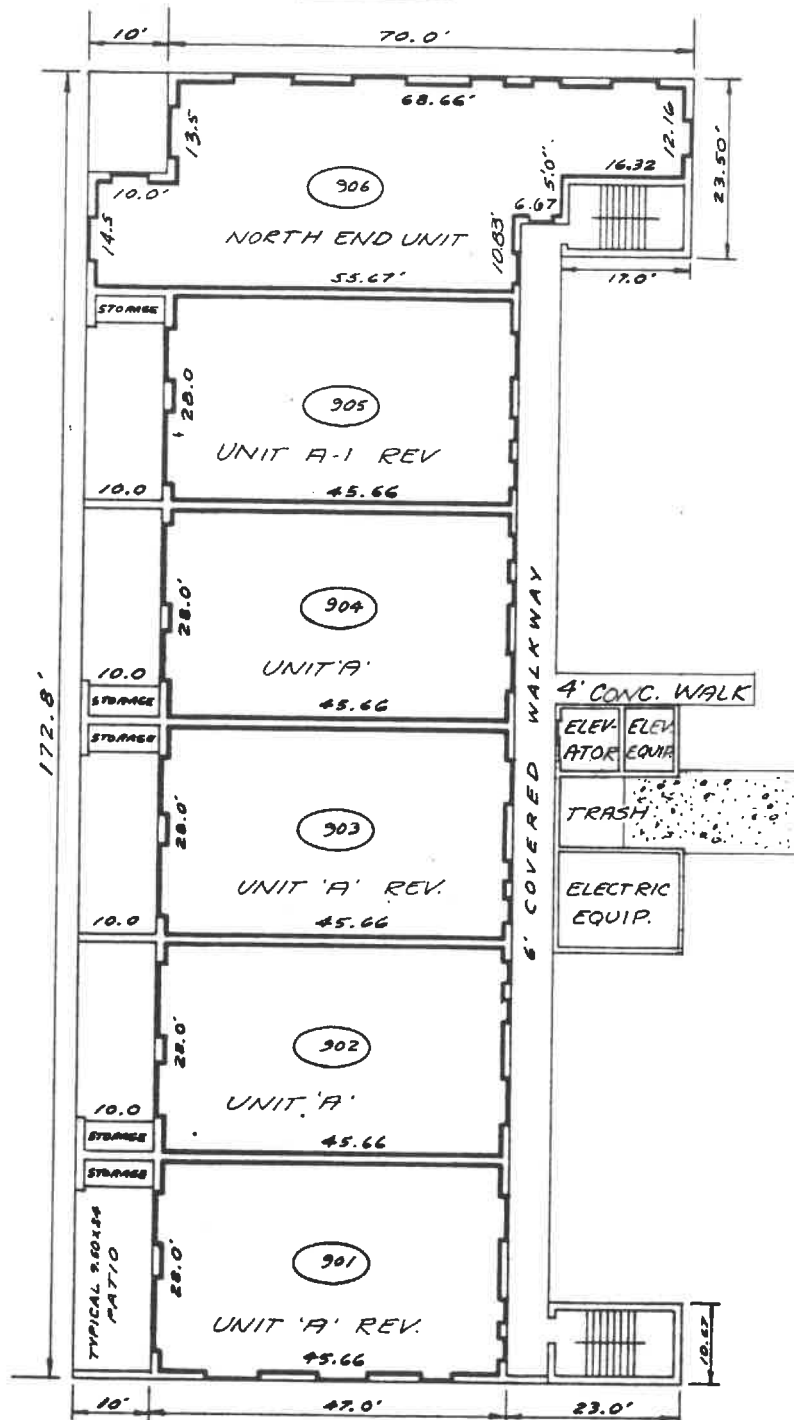 10'
70.0'
68.66'
13.5
12.16
23.50'
16.32
5'0"
906
10.0'
6.67
NORTH END UNIT
14.5
10.83'
55.67'
17.0'
STORAGE
905
28.0
UNIT A-1 REV
10.0
45.66
904
28.0'
UNIT 'A'
10.0
45.66
STORAGE
STORAGE
172.8'
6' COVERED WALKWAY
4' CONC. WALK
ELEV-
ATOR
ELEV.
EQUIP.
TRASH
ELECTRIC
EQUIP.
903
28.0'
UNIT 'A' REV.
10.0
45.66
902
28.0'
UNIT 'A'
10.0
45.66
STORAGE
STORAGE
901
28.0'
TYPICAL 9.50X34
PATIO
UNIT 'A' REV.
45.66
10.67
10'
47.0'
23.0'